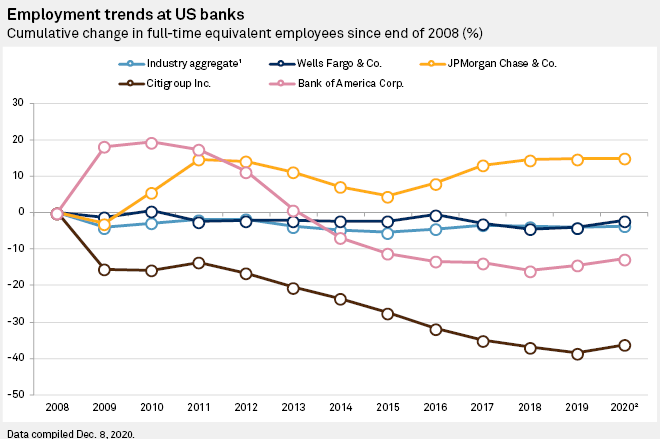 Employment trends at US banks
Cumulative change in full-time equivalent employees since end of 2008 (%)
Industry aggregate¹ Wells Fargo & Co. JPMorgan Chase & Co.
Citigroup Inc. Bank of America Corp.
30
20
10
0
-10
-20
-30
-40
-50
2008 2009 2010 2011 2012 2013 2014 2015 2016 2017 2018 2019 2020²
Data compiled Dec. 8, 2020.